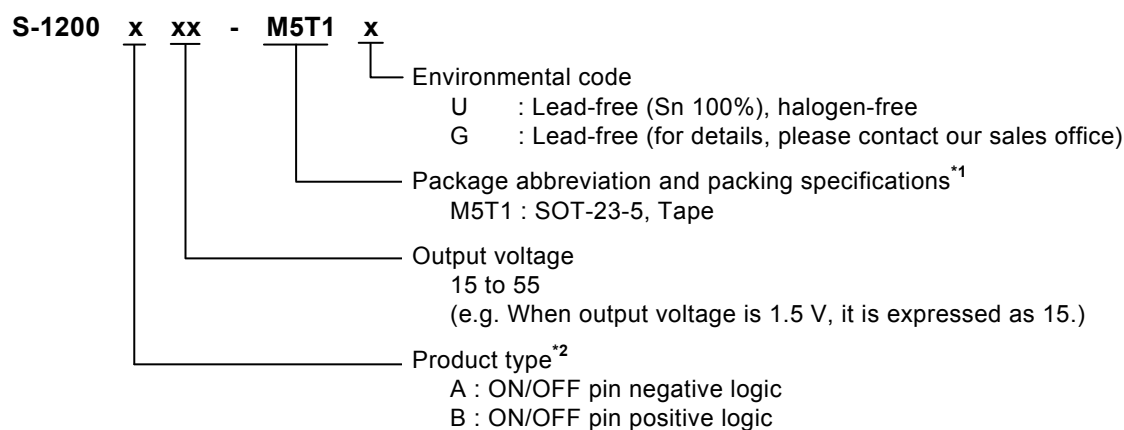 S-1200 x xx - M5T1 x
Environmental code
U : Lead-free (Sn 100%), halogen-free
G : Lead-free (for details, please contact our sales office)
Package abbreviation and packing specifications*1
M5T1 : SOT-23-5, Tape
Output voltage
15 to 55
(e.g. When output voltage is 1.5 V, it is expressed as 15.)
Product type*2
A : ON/OFF pin negative logic
B : ON/OFF pin positive logic